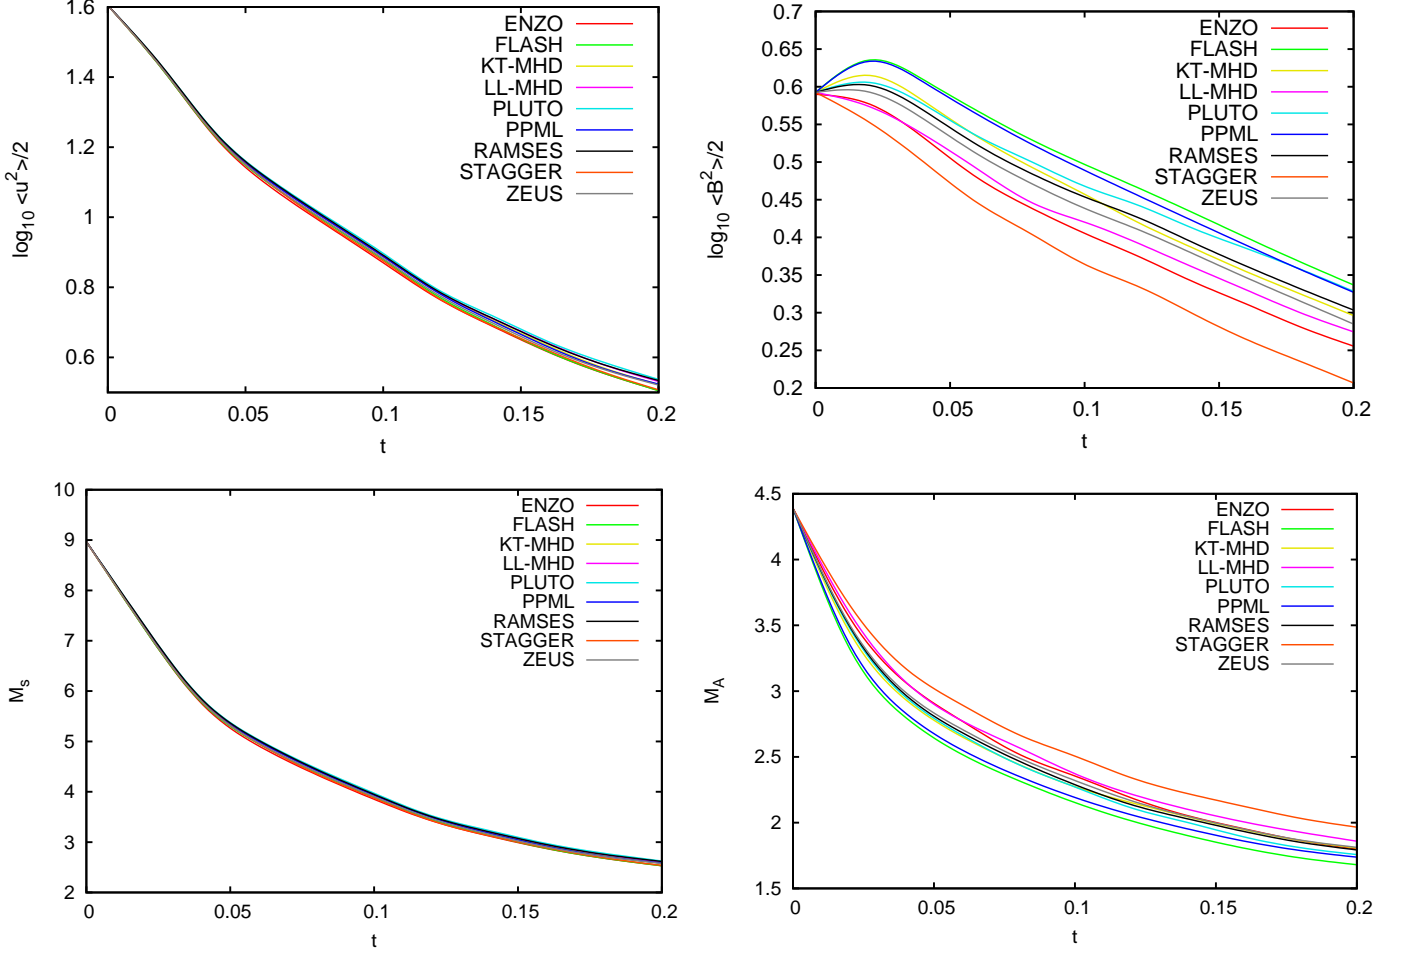 1.6
1.4
1.2
1
0.8
0.6
0
0.05
0.1
0.15
0.2
log10 <u2>/2
t
ENZO
FLASH
KT-MHD
LL-MHD
PLUTO
PPML
RAMSES
STAGGER
ZEUS
0.7
0.65
0.6
0.55
0.5
0.45
0.4
0.35
0.3
0.25
0.2
0
0.05
0.1
0.15
0.2
log10 <B2>/2
t
ENZO
FLASH
KT-MHD
LL-MHD
PLUTO
PPML
RAMSES
STAGGER
ZEUS
10
9
8
7
6
5
4
3
2
0
0.05
0.1
0.15
0.2
Ms
t
ENZO
FLASH
KT-MHD
LL-MHD
PLUTO
PPML
RAMSES
STAGGER
ZEUS
4.5
4
3.5
3
2.5
2
1.5
0
0.05
0.1
0.15
0.2
MA
t
ENZO
FLASH
KT-MHD
LL-MHD
PLUTO
PPML
RAMSES
STAGGER
ZEUS